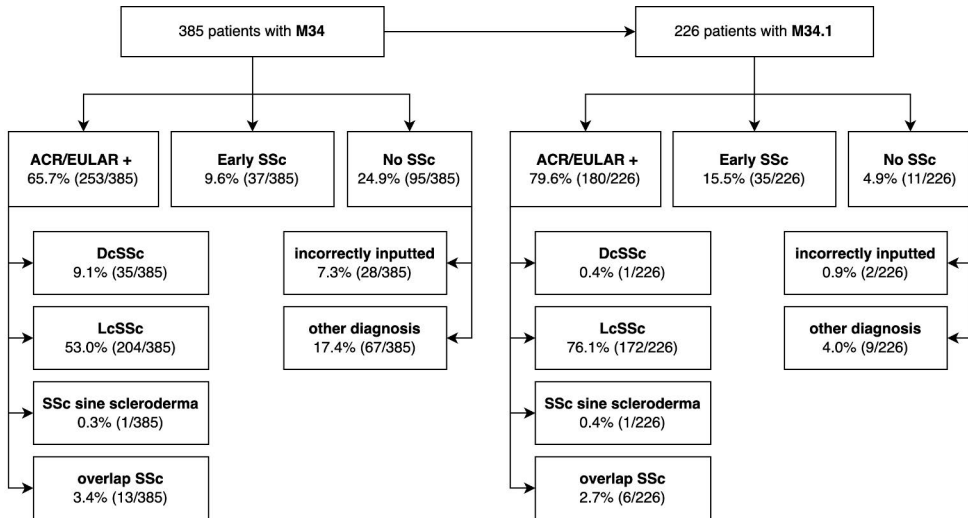 385 patients with M34
226 patients with M34.1
ACR/EULAR +
65.7% (253/385)
Early SSc
9.6% (37/385)
No SSc
24.9% (95/385)
ACR/EULAR +
79.6% (180/226)
Early SSc
15.5% (35/226)
No SSc
4.9% (11/226)
DcSSc
9.1% (35/385)
incorrectly inputted
7.3% (28/385)
DcSSc
0.4% (1/226)
incorrectly inputted
0.9% (2/226)
LcSSc
53.0% (204/385)
other diagnosis
17.4% (67/385)
LcSSc
76.1% (172/226)
other diagnosis
4.0% (9/226)
SSc sine scleroderma
0.3% (1/385)
SSc sine scleroderma
0.4% (1/226)
overlap SSc
3.4% (13/385)
overlap SSc
2.7% (6/226)